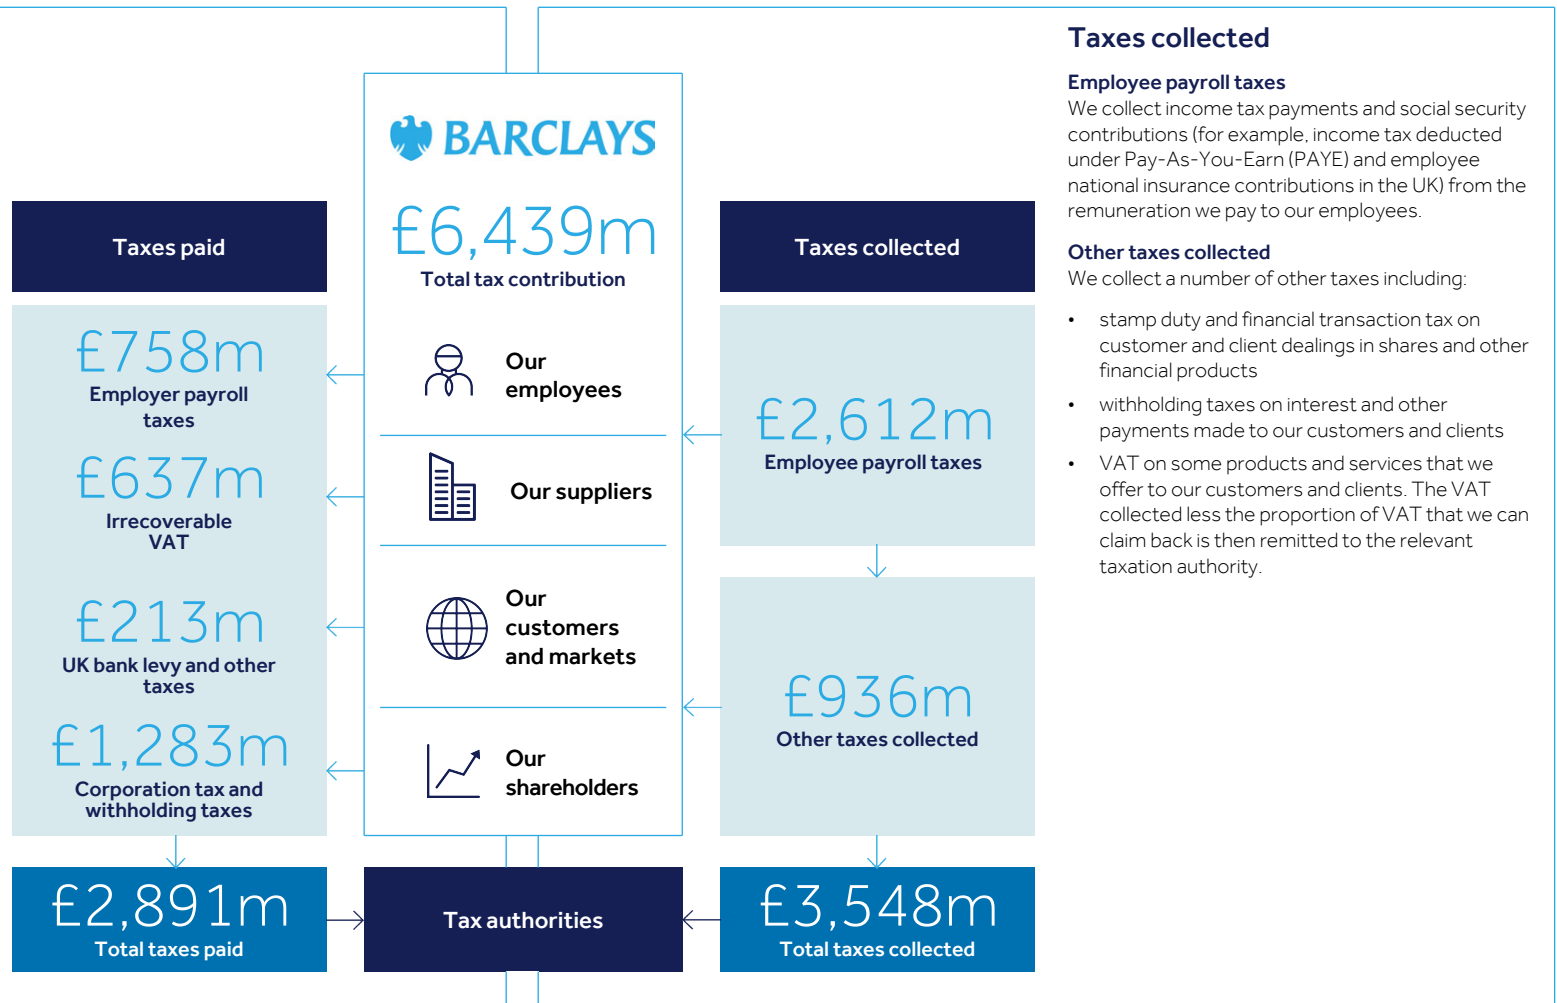 BARCLAYS
£6,439m
Total tax contribution
Our
employees
Our suppliers
Our
customers
and markets
Our
shareholders
Taxes paid
£758m
Employer payroll
taxes
£637m
Irrecoverable
VAT
£213m
UK bank levy and other
taxes
£1,283m
Corporation tax and
withholding taxes
£2,891m
Total taxes paid
Tax authorities
Taxes collected
£2,612m
Employee payroll taxes
£936m
Other taxes collected
£3,548m
Total taxes collected
Taxes collected
Employee payroll taxes
We collect income tax payments and social security
contributions (for example, income tax deducted
under Pay-As-You-Earn (PAYE) and employee
national insurance contributions in the UK) from the
remuneration we pay to our employees.
Other taxes collected
We collect a number of other taxes including:
• stamp duty and financial transaction tax on
customer and client dealings in shares and other
financial products
• withholding taxes on interest and other
payments made to our customers and clients
• VAT on some products and services that we
offer to our customers and clients. The VAT
collected less the proportion of VAT that we can
claim back is then remitted to the relevant
taxation authority.